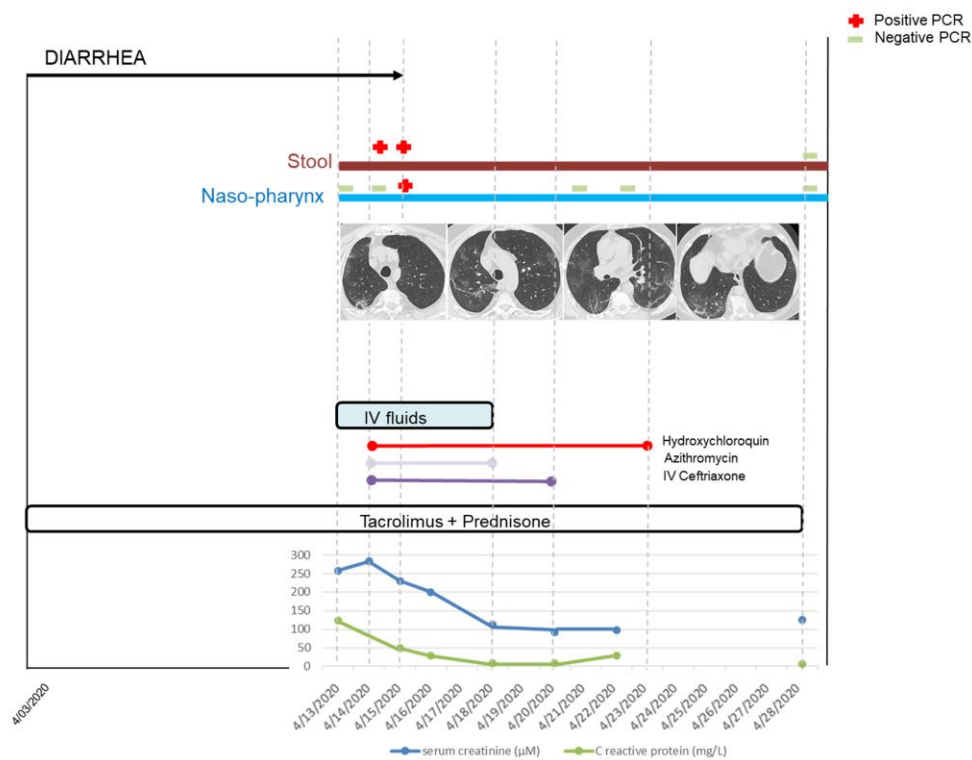 Positive PCR
Negative PCR
DIARRHEA
Stool
Naso-pharynx
IV fluids
Hydroxychloroquin
Azithromycin
IV Ceftriaxone
Tacrolimus + Prednisone
300
250
200
150
100
50
0
4/03/2020
4/13/2020
4/14/2020
4/15/2020
4/16/2020
4/17/2020
4/18/2020
4/19/2020
4/20/2020
4/21/2020
4/22/2020
4/23/2020
4/24/2020
4/25/2020
4/26/2020
4/27/2020
4/28/2020
serum creatinine (µM)
C reactive protein (mg/L)